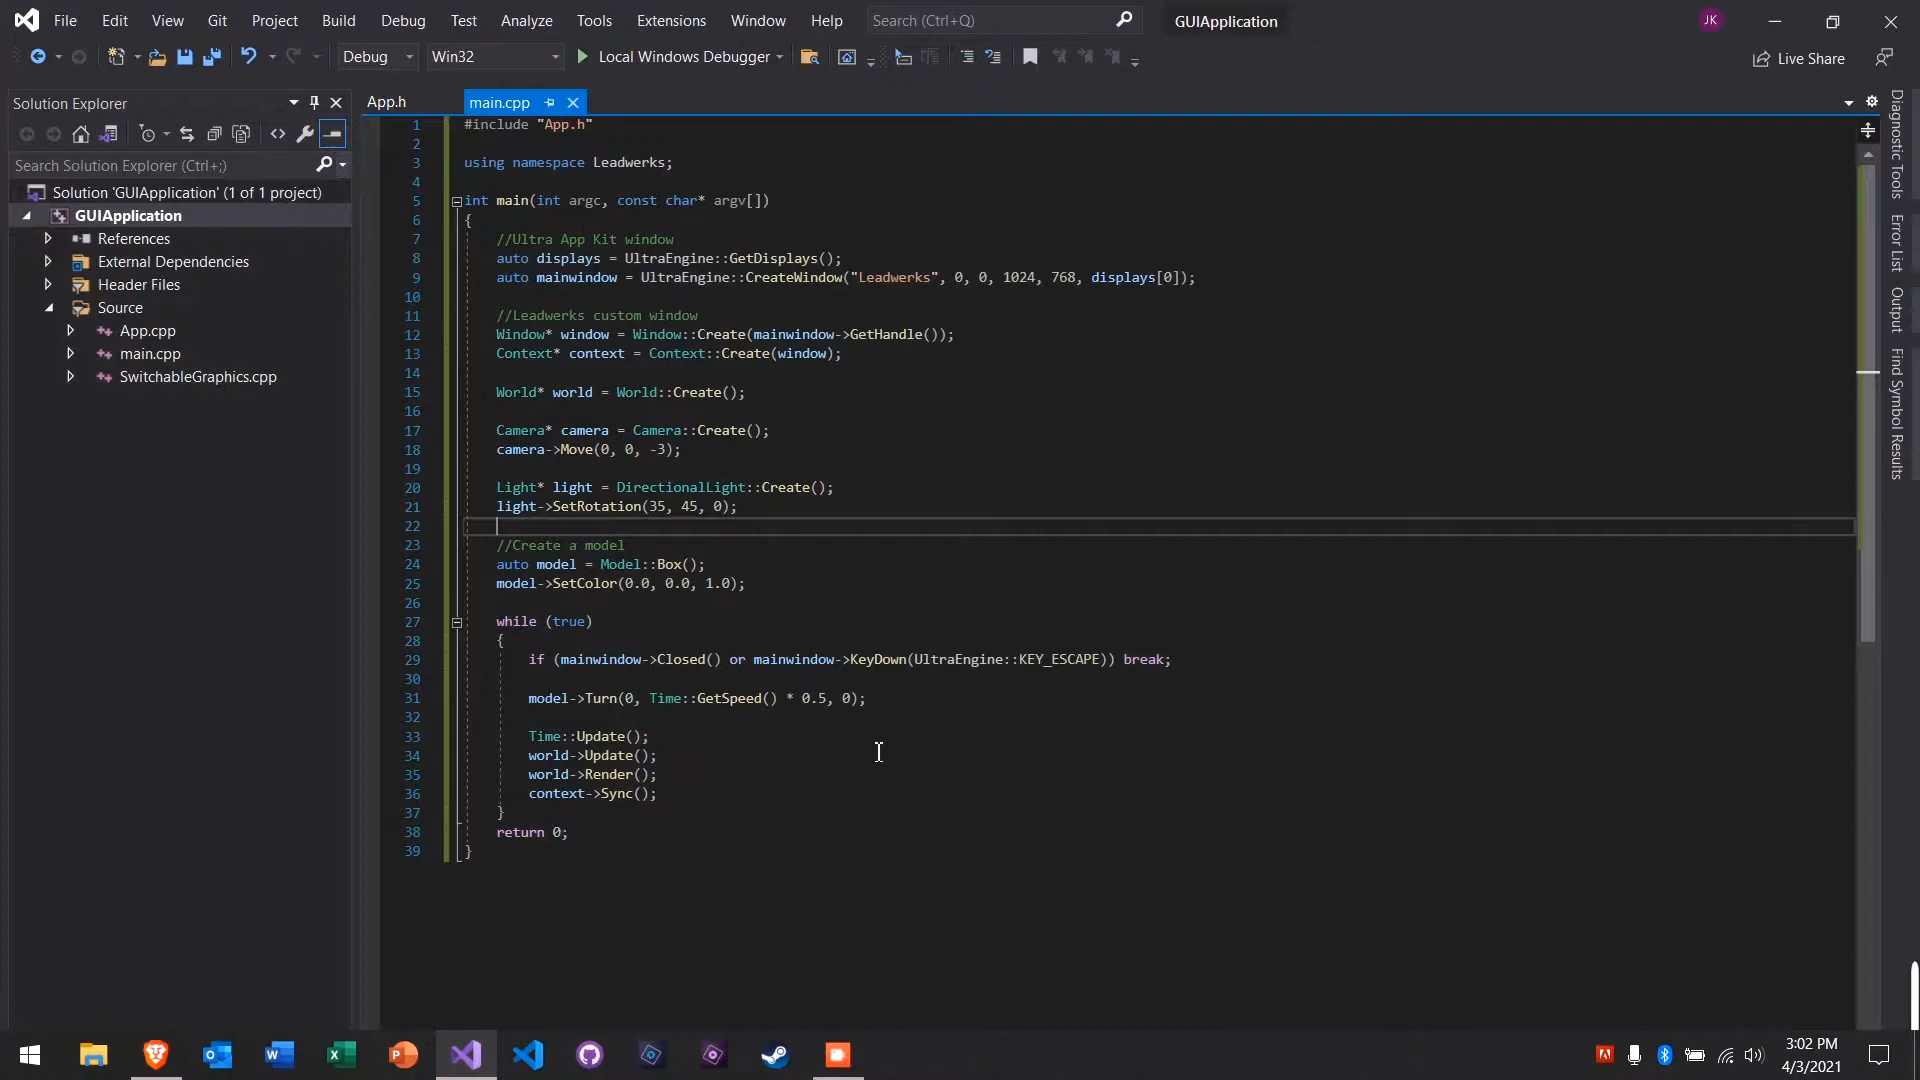 File Edit View Git Project Build Debug Test Analyze Tools Extensions Window Help Search (Ctrl+Q) GUIApplication JK
Debug Win32 Local Windows Debugger Live Share
Solution Explorer
Search Solution Explorer (Ctrl+;)
Solution 'GUIApplication' (1 of 1 project)
GUIApplication
References
External Dependencies
Header Files
Source
App.cpp
main.cpp
SwitchableGraphics.cpp
App.h main.cpp
1 #include "App.h"
2
3 using namespace Leadwerks;
4
5 int main(int argc, const char* argv[])
6 {
7 //Ultra App Kit window
8 auto displays = UltraEngine::GetDisplays();
9 auto mainwindow = UltraEngine::CreateWindow("Leadwerks", 0, 0, 1024, 768, displays[0]);
10
11 //Leadwerks custom window
12 Window* window = Window::Create(mainwindow->GetHandle());
13 Context* context = Context::Create(window);
14
15 World* world = World::Create();
16
17 Camera* camera = Camera::Create();
18 camera->Move(0, 0, -3);
19
20 Light* light = DirectionalLight::Create();
21 light->SetRotation(35, 45, 0);
22
23 //Create a model
24 auto model = Model::Box();
25 model->SetColor(0.0, 0.0, 1.0);
26
27 while (true)
28 {
29 if (mainwindow->Closed() or mainwindow->KeyDown(UltraEngine::KEY_ESCAPE)) break;
30
31 model->Turn(0, Time::GetSpeed() * 0.5, 0);
32
33 Time::Update();
34 world->Update();
35 world->Render();
36 context->Sync();
37 }
38 return 0;
39 }
Diagnostic Tools
Error List
Output
Find Symbol Results
3:02 PM
4/3/2021